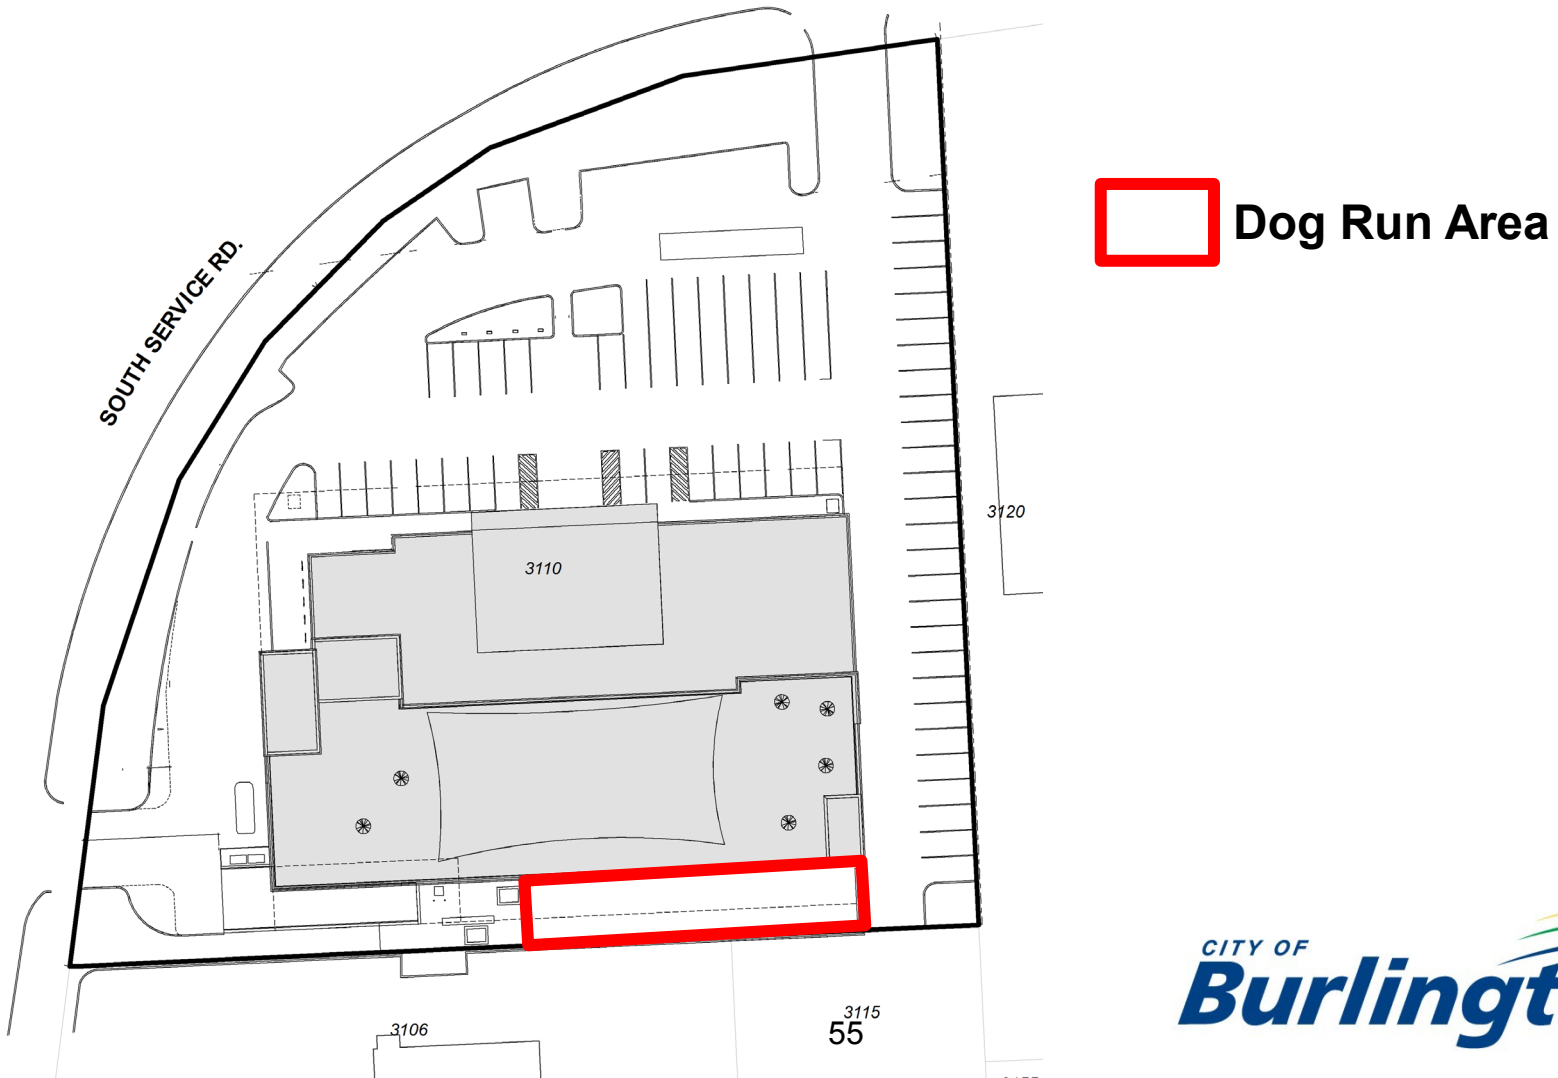 SOUTH SERVICE RD.
Dog Run Area
3120
3110
CITY OF
Burlingt
3115
55
3106